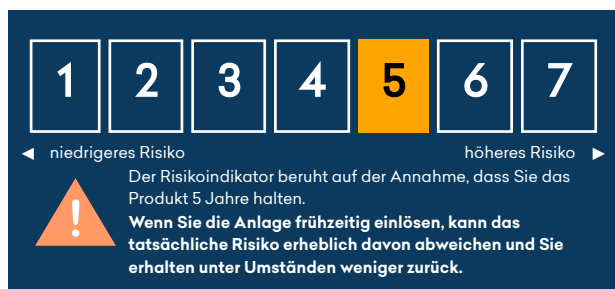 1 2 3 4 5 6 7
◄ niedrigeres Risiko höheres Risiko ►
Der Risikoindikator beruht auf der Annahme, dass Sie das
Produkt 5 Jahre halten.
Wenn Sie die Anlage frühzeitig einlösen, kann das
tatsächliche Risiko erheblich davon abweichen und Sie
erhalten unter Umständen weniger zurück.
!